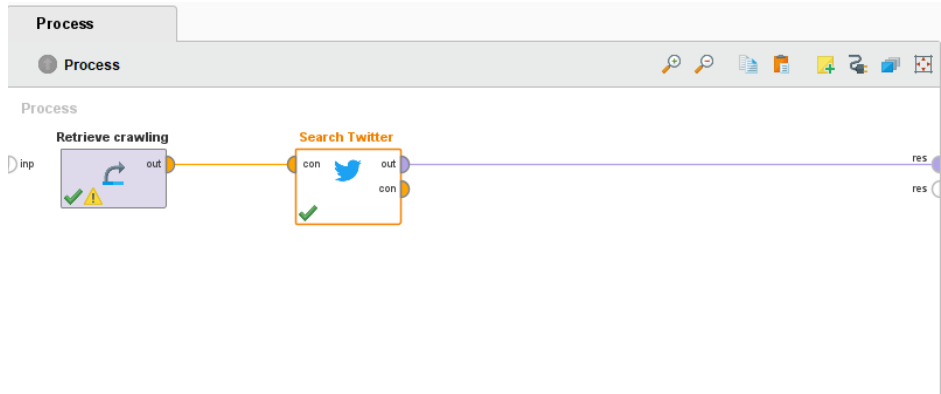 Process
Process
Process
Retrieve crawling
Search Twitter
inp
out
con
out
res
con
res